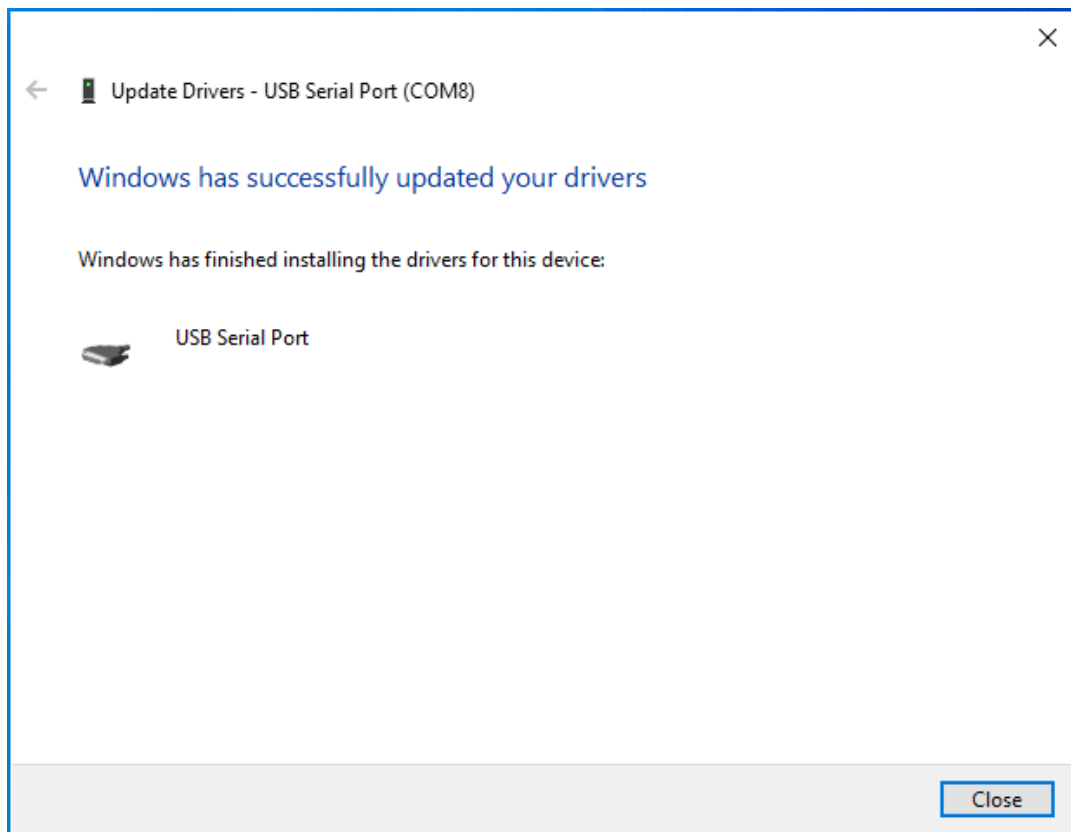 Update Drivers - USB Serial Port (COM8)
Windows has successfully updated your drivers
Windows has finished installing the drivers for this device:
USB Serial Port
Close